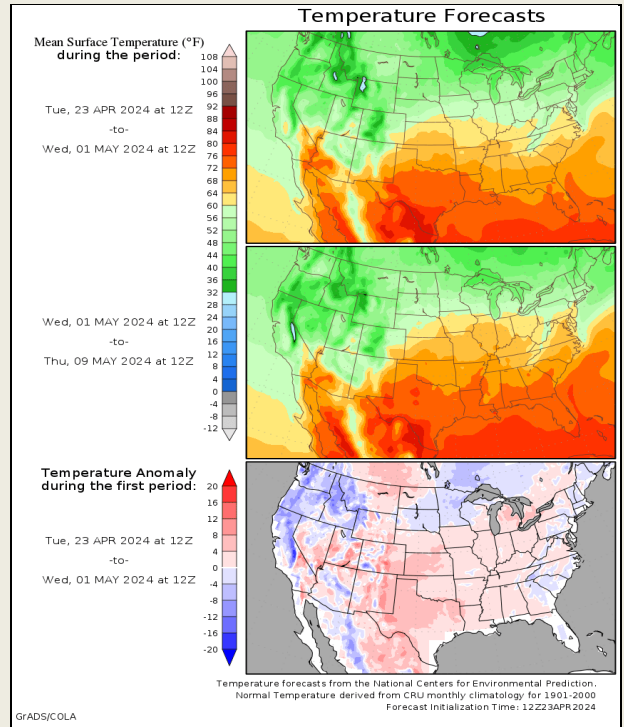 Temperature Forecasts
Mean Surface Temperature (°F)
during the period:
Tue, 23 APR 2024 at 12Z
-to-
Wed, 01 MAY 2024 at 12Z
108
104
100
96
92
88
84
80
76
72
68
64
60
56
52
48
44
40
36
32
28
24
20
16
12
8
4
0
-4
-8
-12
Wed, 01 MAY 2024 at 12Z
-to-
Thu, 09 MAY 2024 at 12Z
Temperature Anomaly
during the first period:
Tue, 23 APR 2024 at 12Z
-to-
Wed, 01 MAY 2024 at 12Z
20
16
12
8
4
0
-4
-8
-12
-16
-20
Temperature forecasts from the National Centers for Environmental Prediction.
Normal Temperature derived from CRU monthly climatology for 1901-2000
Forecast Initialization Time: 12Z23APR2024
GrADS/COLA